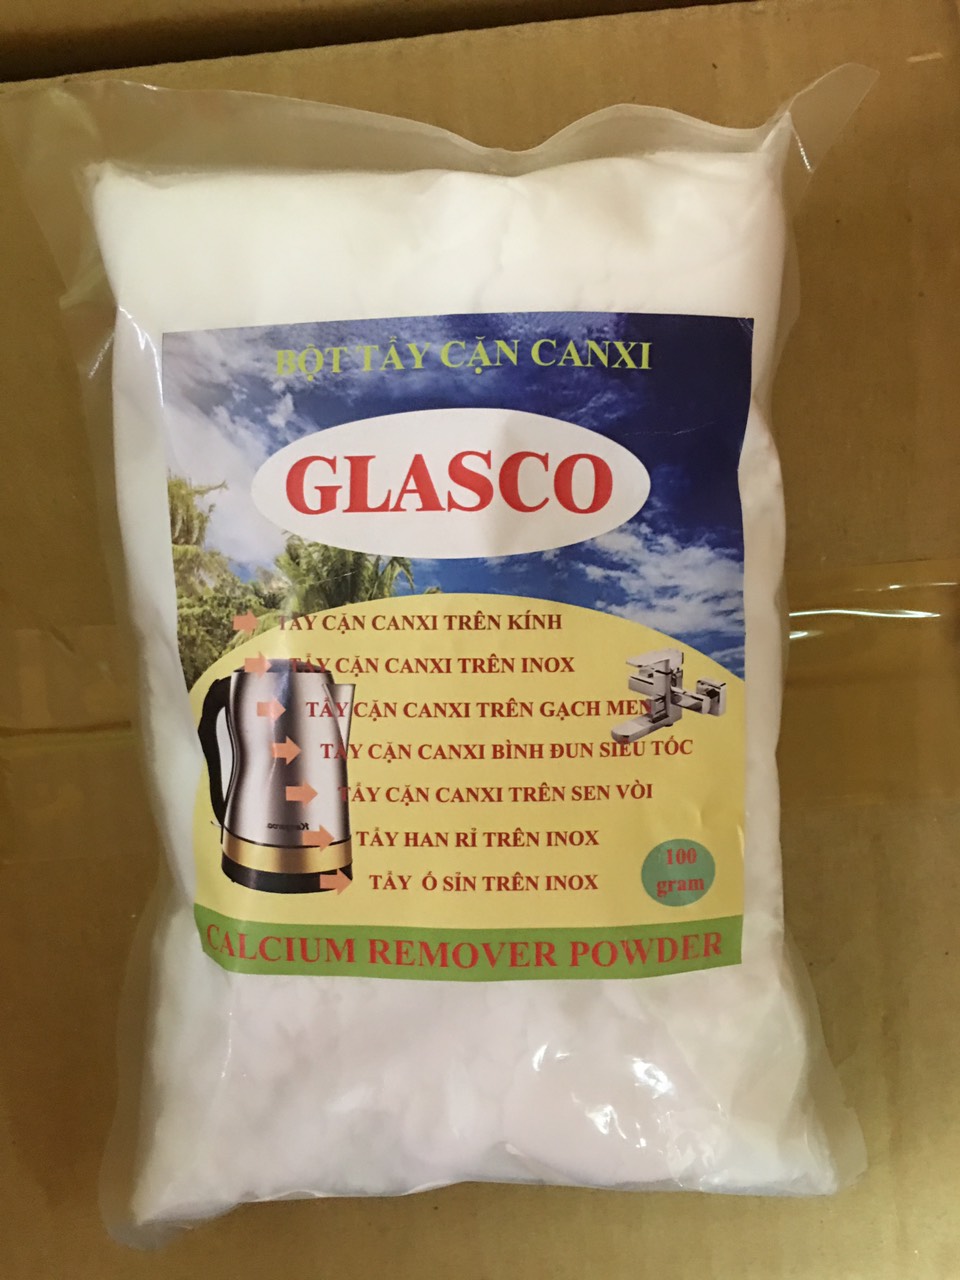 BỘT TẨY CẶN CANXI
GLASCO
TẨY CẶN CANXI TRÊN KÍNH
TẨY CẶN CANXI TRÊN INOX
TẨY CẶN CANXI TRÊN GẠCH MEN
TẨY CẶN CANXI BÌNH ĐUN SIÊU TỐC
TẨY CẶN CANXI TRÊN SEN VÒI
Kangaroo
TẨY HAN RỈ TRÊN INOX
TẨY Ố SỈN TRÊN INOX
100
gram
CALCIUM REMOVER POWDER